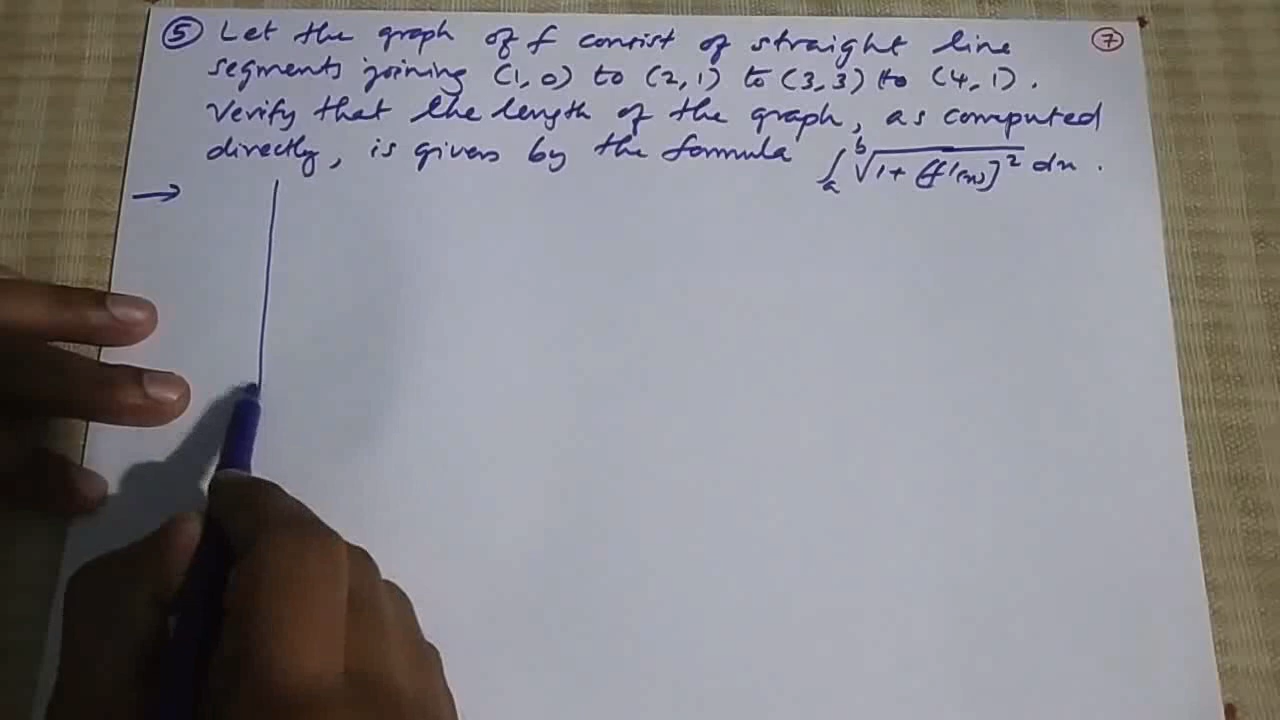 ⑤ Let the graph of f consist of straight line ⑦
segments joining (1, 0) to (2, 1) to (3, 3) to (4, 1).
Verify that the length of the graph, as computed
directly, is given by the formula ∫ₐᵇ √(1 + [f'(x)]²) dx.
→